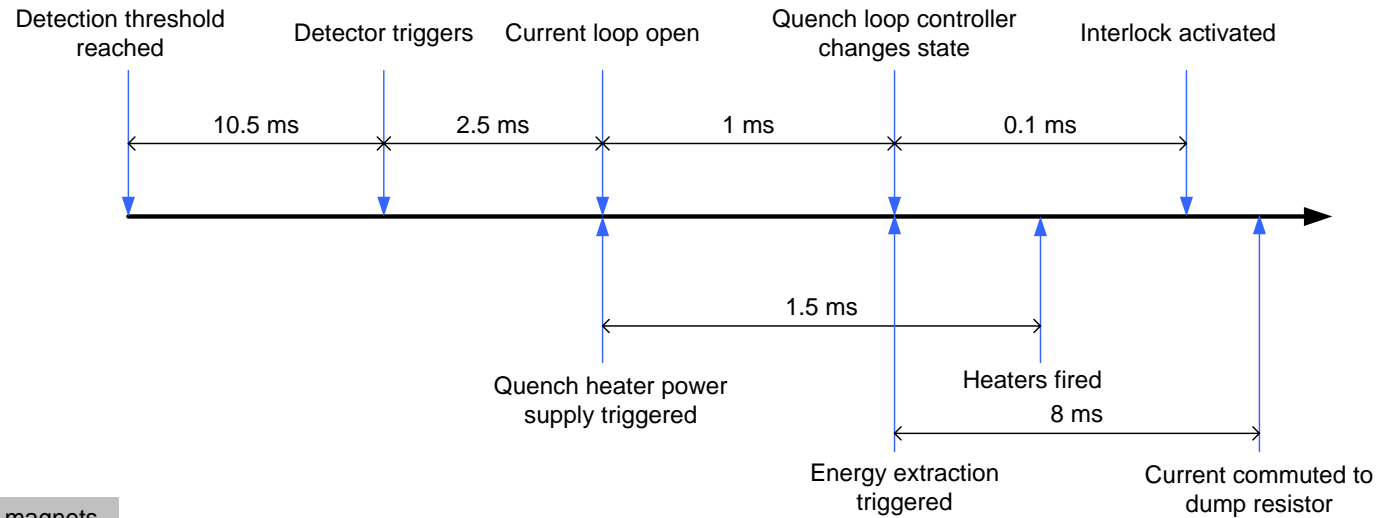 Detection threshold
reached
Detector triggers
Current loop open
Quench loop controller
changes state
Interlock activated
10.5 ms
2.5 ms
1 ms
0.1 ms
1.5 ms
Quench heater power
supply triggered
Heaters fired
8 ms
Energy extraction
triggered
Current commuted to
dump resistor
magnets